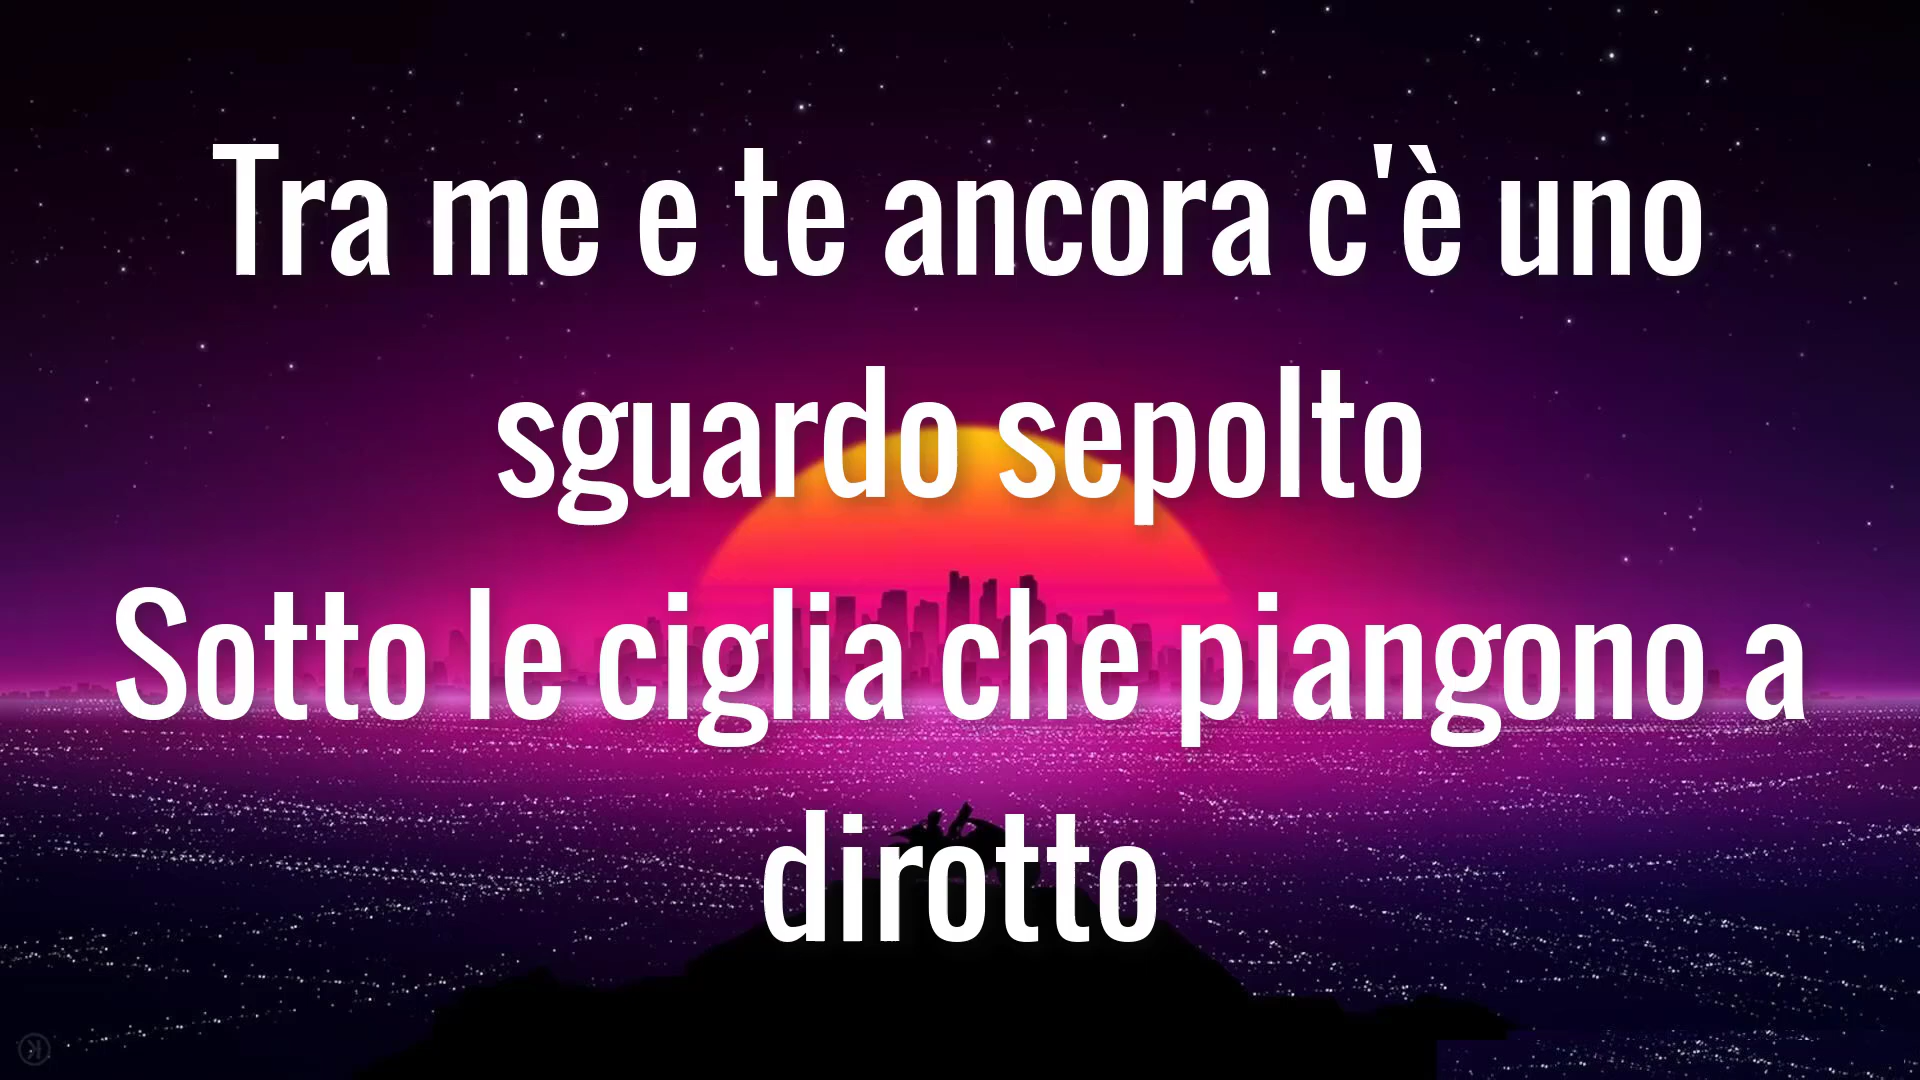 Tra me e te ancora c'è uno
sguardo sepolto
Sotto le ciglia che piangono a
dirotto